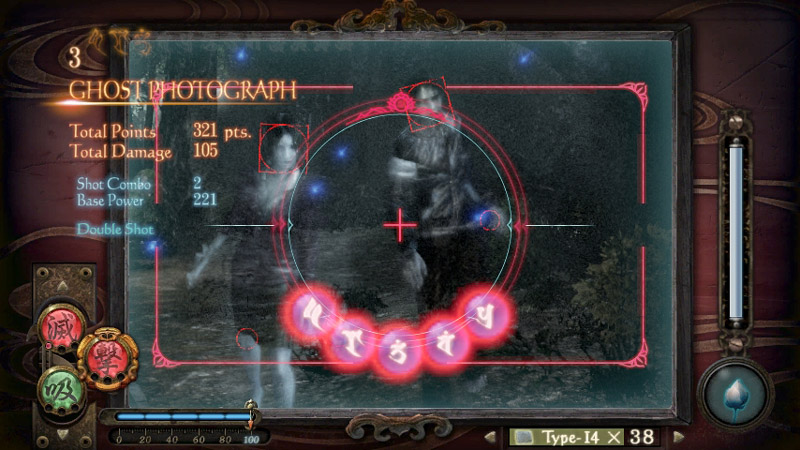 3
GHOST PHOTOGRAPH
Total Points 321 pts.
Total Damage 105
Shot Combo 2
Base Power 221
Double Shot
滅
撃
吸
0 20 40 60 80 100
Type-14 × 38